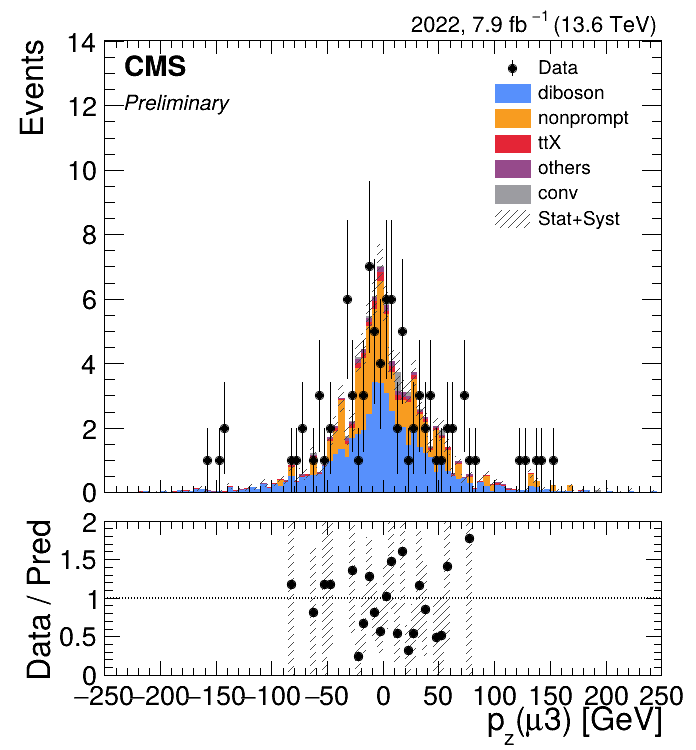 2022, 7.9 fb⁻¹ (13.6 TeV)
Events
14
12
10
8
6
4
2
0
CMS
Preliminary
Data
diboson
nonprompt
ttX
others
conv
Stat+Syst
Data / Pred
2
1.5
1
0.5
0
−250 −200 −150 −100 −50 0 50 100 150 200 250
p_z(μ3) [GeV]